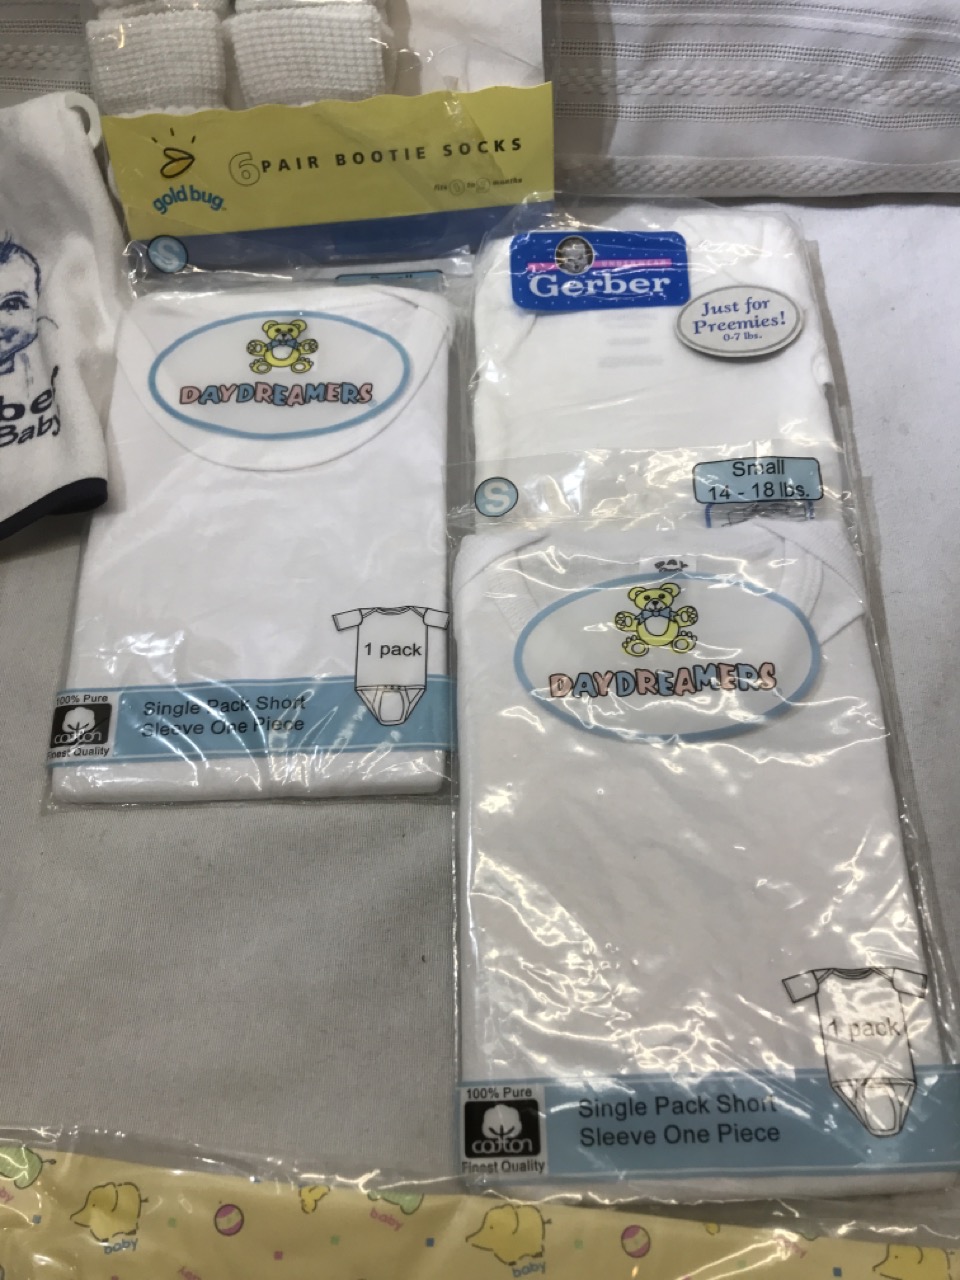 6 PAIR BOOTIE SOCKS
gold bug
S
Gerber
Just for
Preemies!
0-7 lbs.
Baby
DAYDREAMERS
1 pack
100% Pure
cotton
Finest Quality
Single Pack Short
Sleeve One Piece
S
Small
14 - 18 lbs.
DAYDREAMERS
1 pack
100% Pure
cotton
Finest Quality
Single Pack Short
Sleeve One Piece
baby
baby
baby